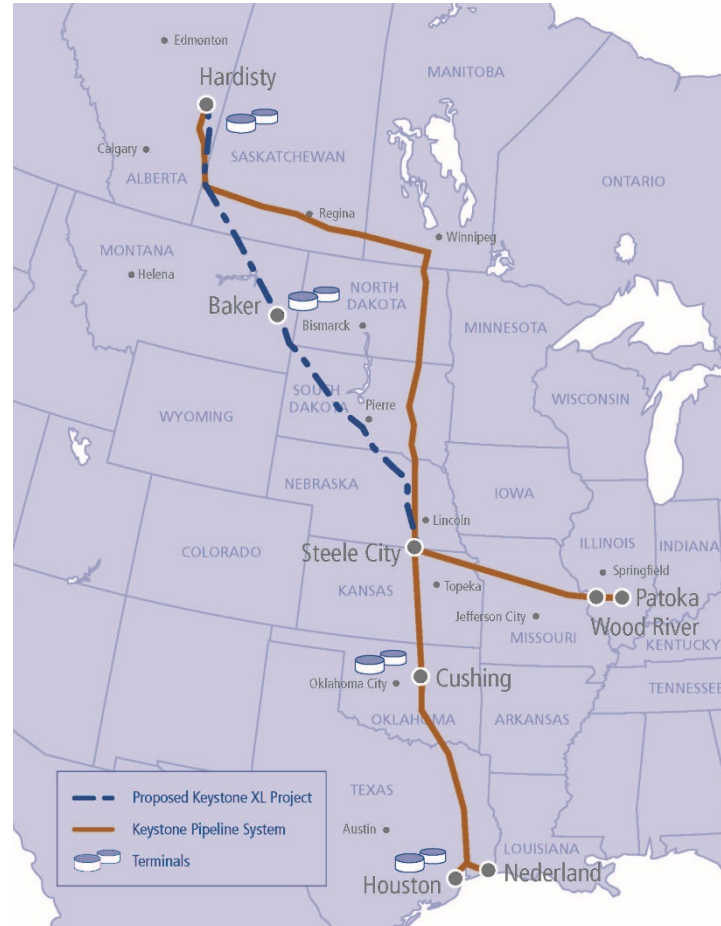 Edmonton
Hardisty
MANITOBA
Calgary
SASKATCHEWAN
ALBERTA
ONTARIO
Regina
Winnipeg
MONTANA
Helena
NORTH
DAKOTA
Baker
Bismarck
MINNESOTA
SOUTH
DAKOTA
Pierre
WISCONSIN
WYOMING
NEBRASKA
IOWA
Lincoln
Steele City
ILLINOIS
INDIANA
COLORADO
Springfield
KANSAS
Topeka
Patoka
Jefferson City
Wood River
MISSOURI
KENTUCKY
Cushing
Oklahoma City
TENNESSEE
OKLAHOMA
ARKANSAS
Proposed Keystone XL Project
TEXAS
Keystone Pipeline System
Austin
LOUISIANA
Terminals
Nederland
Houston